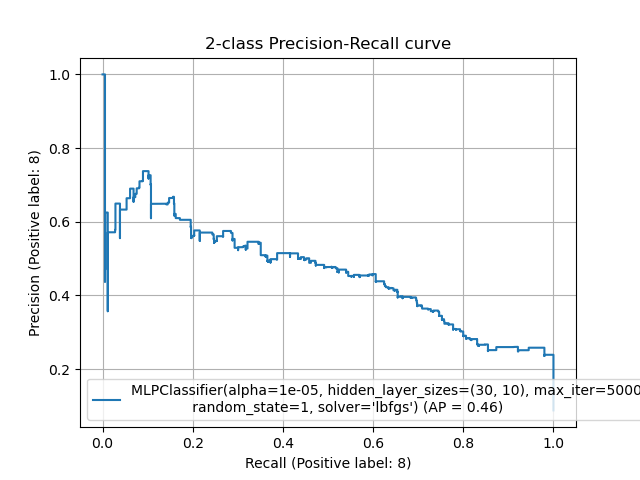 2-class Precision-Recall curve
Precision (Positive label: 8)
1.0
0.8
0.6
0.4
0.2
MLPClassifier(alpha=1e-05, hidden_layer_sizes=(30, 10), max_iter=5000
random_state=1, solver='lbfgs') (AP = 0.46)
0.0 0.2 0.4 0.6 0.8 1.0
Recall (Positive label: 8)